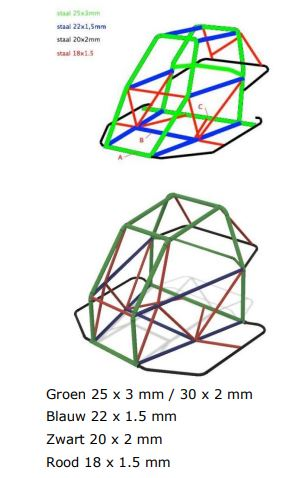 staal 25x3mm
staal 22x1,5mm
staal 20x2mm
staal 18x1.5
C
B
A
Groen 25 x 3 mm / 30 x 2 mm
Blauw 22 x 1.5 mm
Zwart 20 x 2 mm
Rood 18 x 1.5 mm